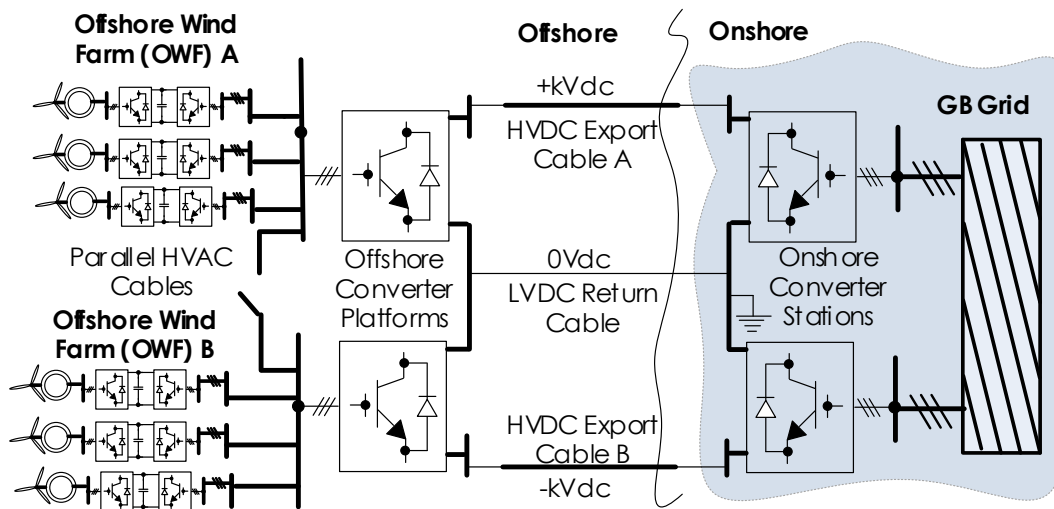 Offshore Wind
Farm (OWF) A
Offshore
Onshore
+kVdc
HVDC Export
Cable A
GB Grid
Parallel HVAC
Cables
Offshore
Converter
Platforms
0Vdc
LVDC Return
Cable
Onshore
Converter
Stations
Offshore Wind
Farm (OWF) B
HVDC Export
Cable B
-kVdc